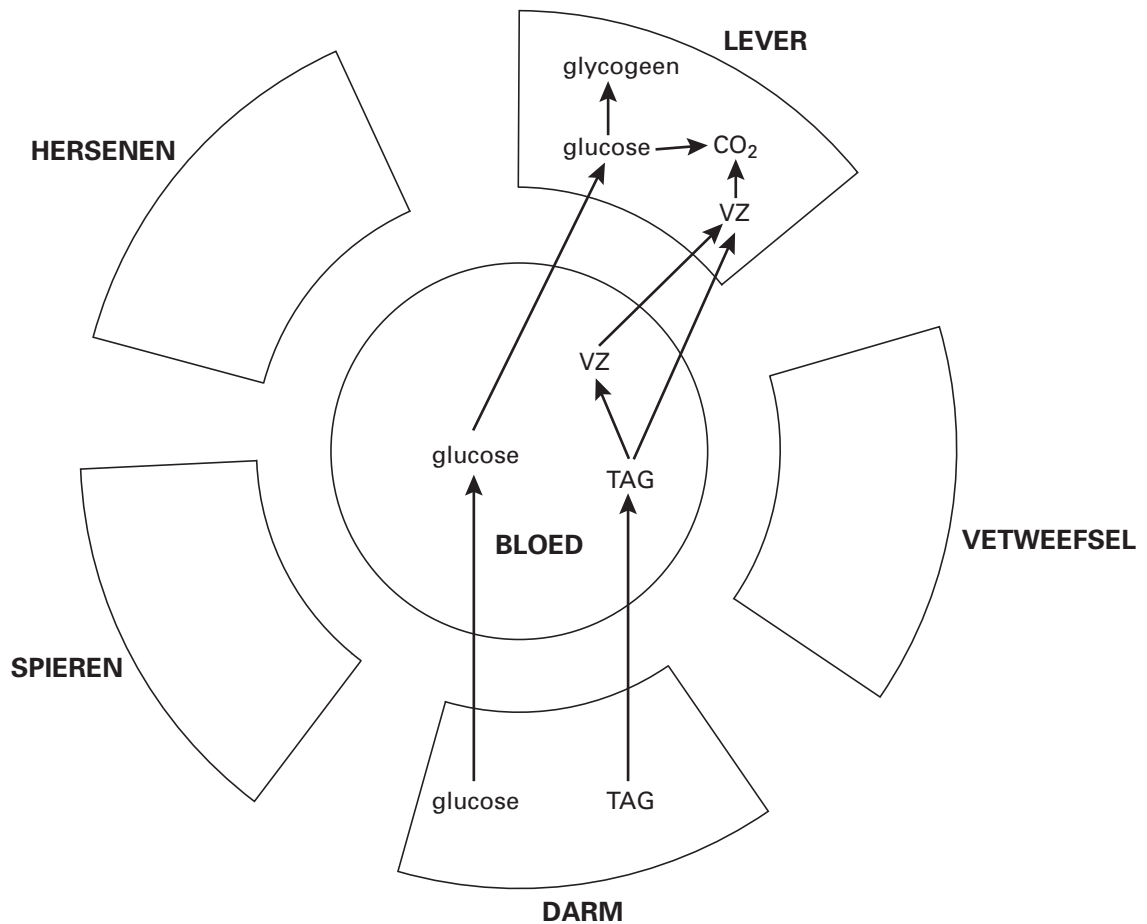 LEVER
glycogeen
HERSENEN
glucose
CO₂
VZ
VZ
glucose
TAG
BLOED
VETWEEFSEL
SPIEREN
glucose
TAG
DARM